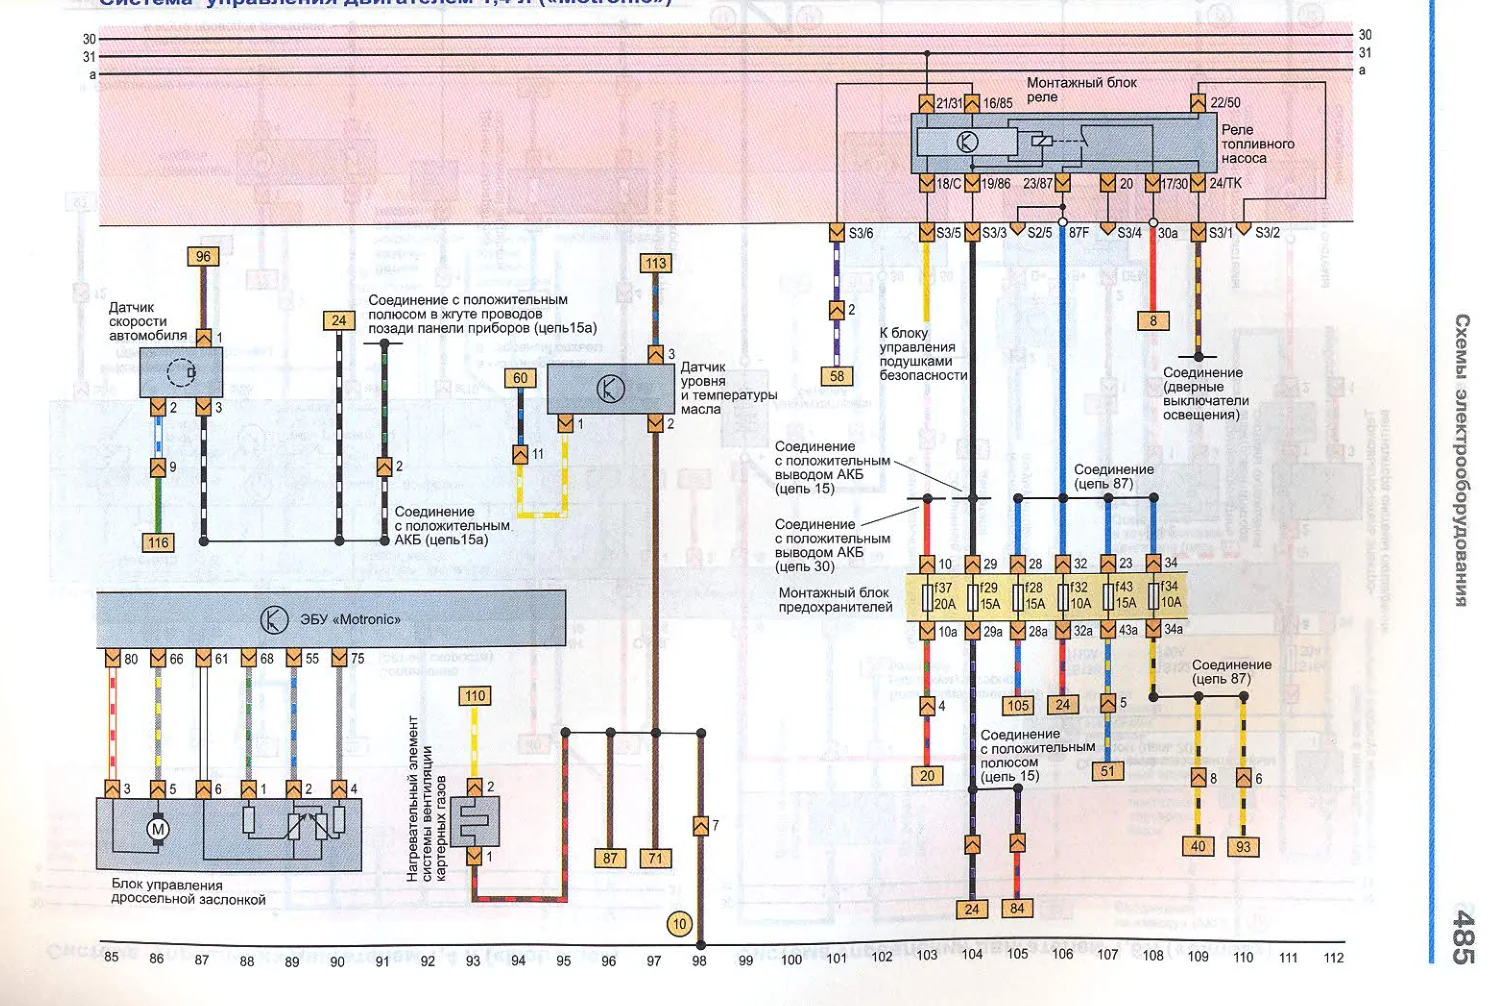 Система управления двигателем 1,4 л («Motronic»)
30
30
31
31
a
a
Монтажный блок
реле
21/31
16/85
22/50
Реле
топливного
насоса
18/C
19/86
23/87
20
17/30
24/TK
S3/6
S3/5
S3/3
S2/5
87F
S3/4
30a
S3/1
S3/2
96
113
Датчик
скорости
автомобиля
1
24
Соединение с положительным
полюсом в жгуте проводов
позади панели приборов (цепь15а)
2
К блоку
управления
подушками
безопасности
8
58
3
60
Датчик
уровня
и температуры
масла
Соединение
(дверные
выключатели
освещения)
2
3
1
2
9
2
11
Соединение
с положительным
выводом АКБ
(цепь 15)
Соединение
(цепь 87)
Соединение
с положительным
АКБ (цепь15а)
116
Соединение
с положительным
выводом АКБ
(цепь 30)
10
29
28
32
23
34
Монтажный блок
предохранителей
f37
20A
f29
15A
f28
15A
f32
10A
f43
15A
f34
10A
ЭБУ «Motronic»
10a
29a
28a
32a
43a
34a
80
66
61
68
55
75
Соединение
(цепь 87)
110
4
105
24
5
Соединение
с положительным
полюсом
(цепь 15)
20
51
8
6
Нагревательный элемент
системы вентиляции
картерных газов
3
5
6
1
2
4
2
M
7
1
87
71
40
93
Блок управления
дроссельной заслонкой
24
84
10
85
86
87
88
89
90
91
92
93
94
95
96
97
98
99
100
101
102
103
104
105
106
107
108
109
110
111
112
Схемы электрооборудования
485